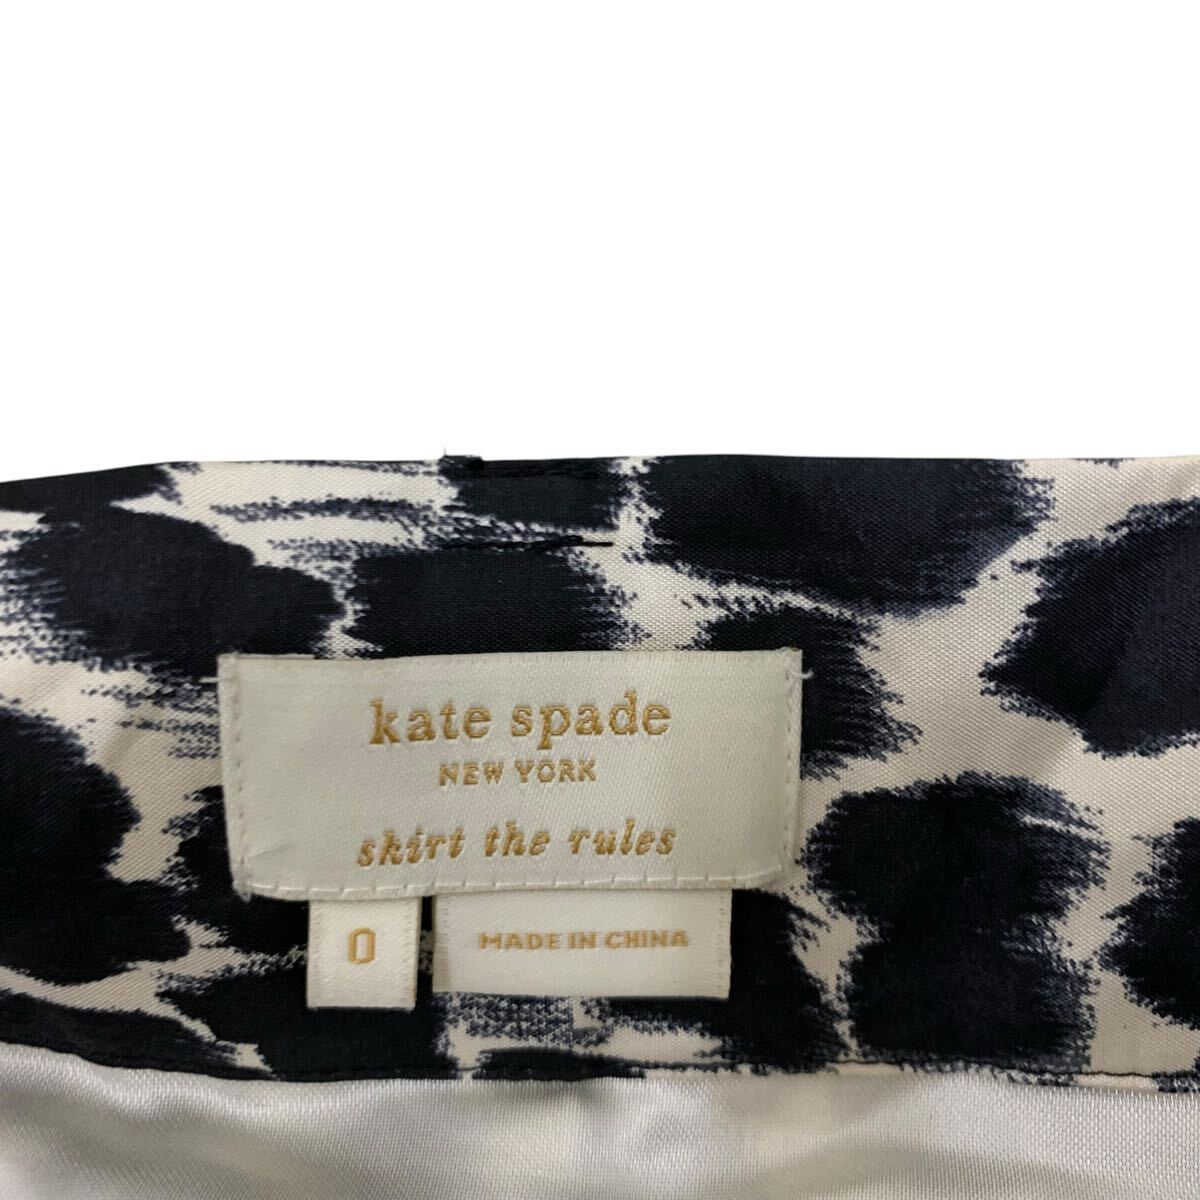 kate spade
NEW YORK
skirt the rules
0
MADE IN CHINA